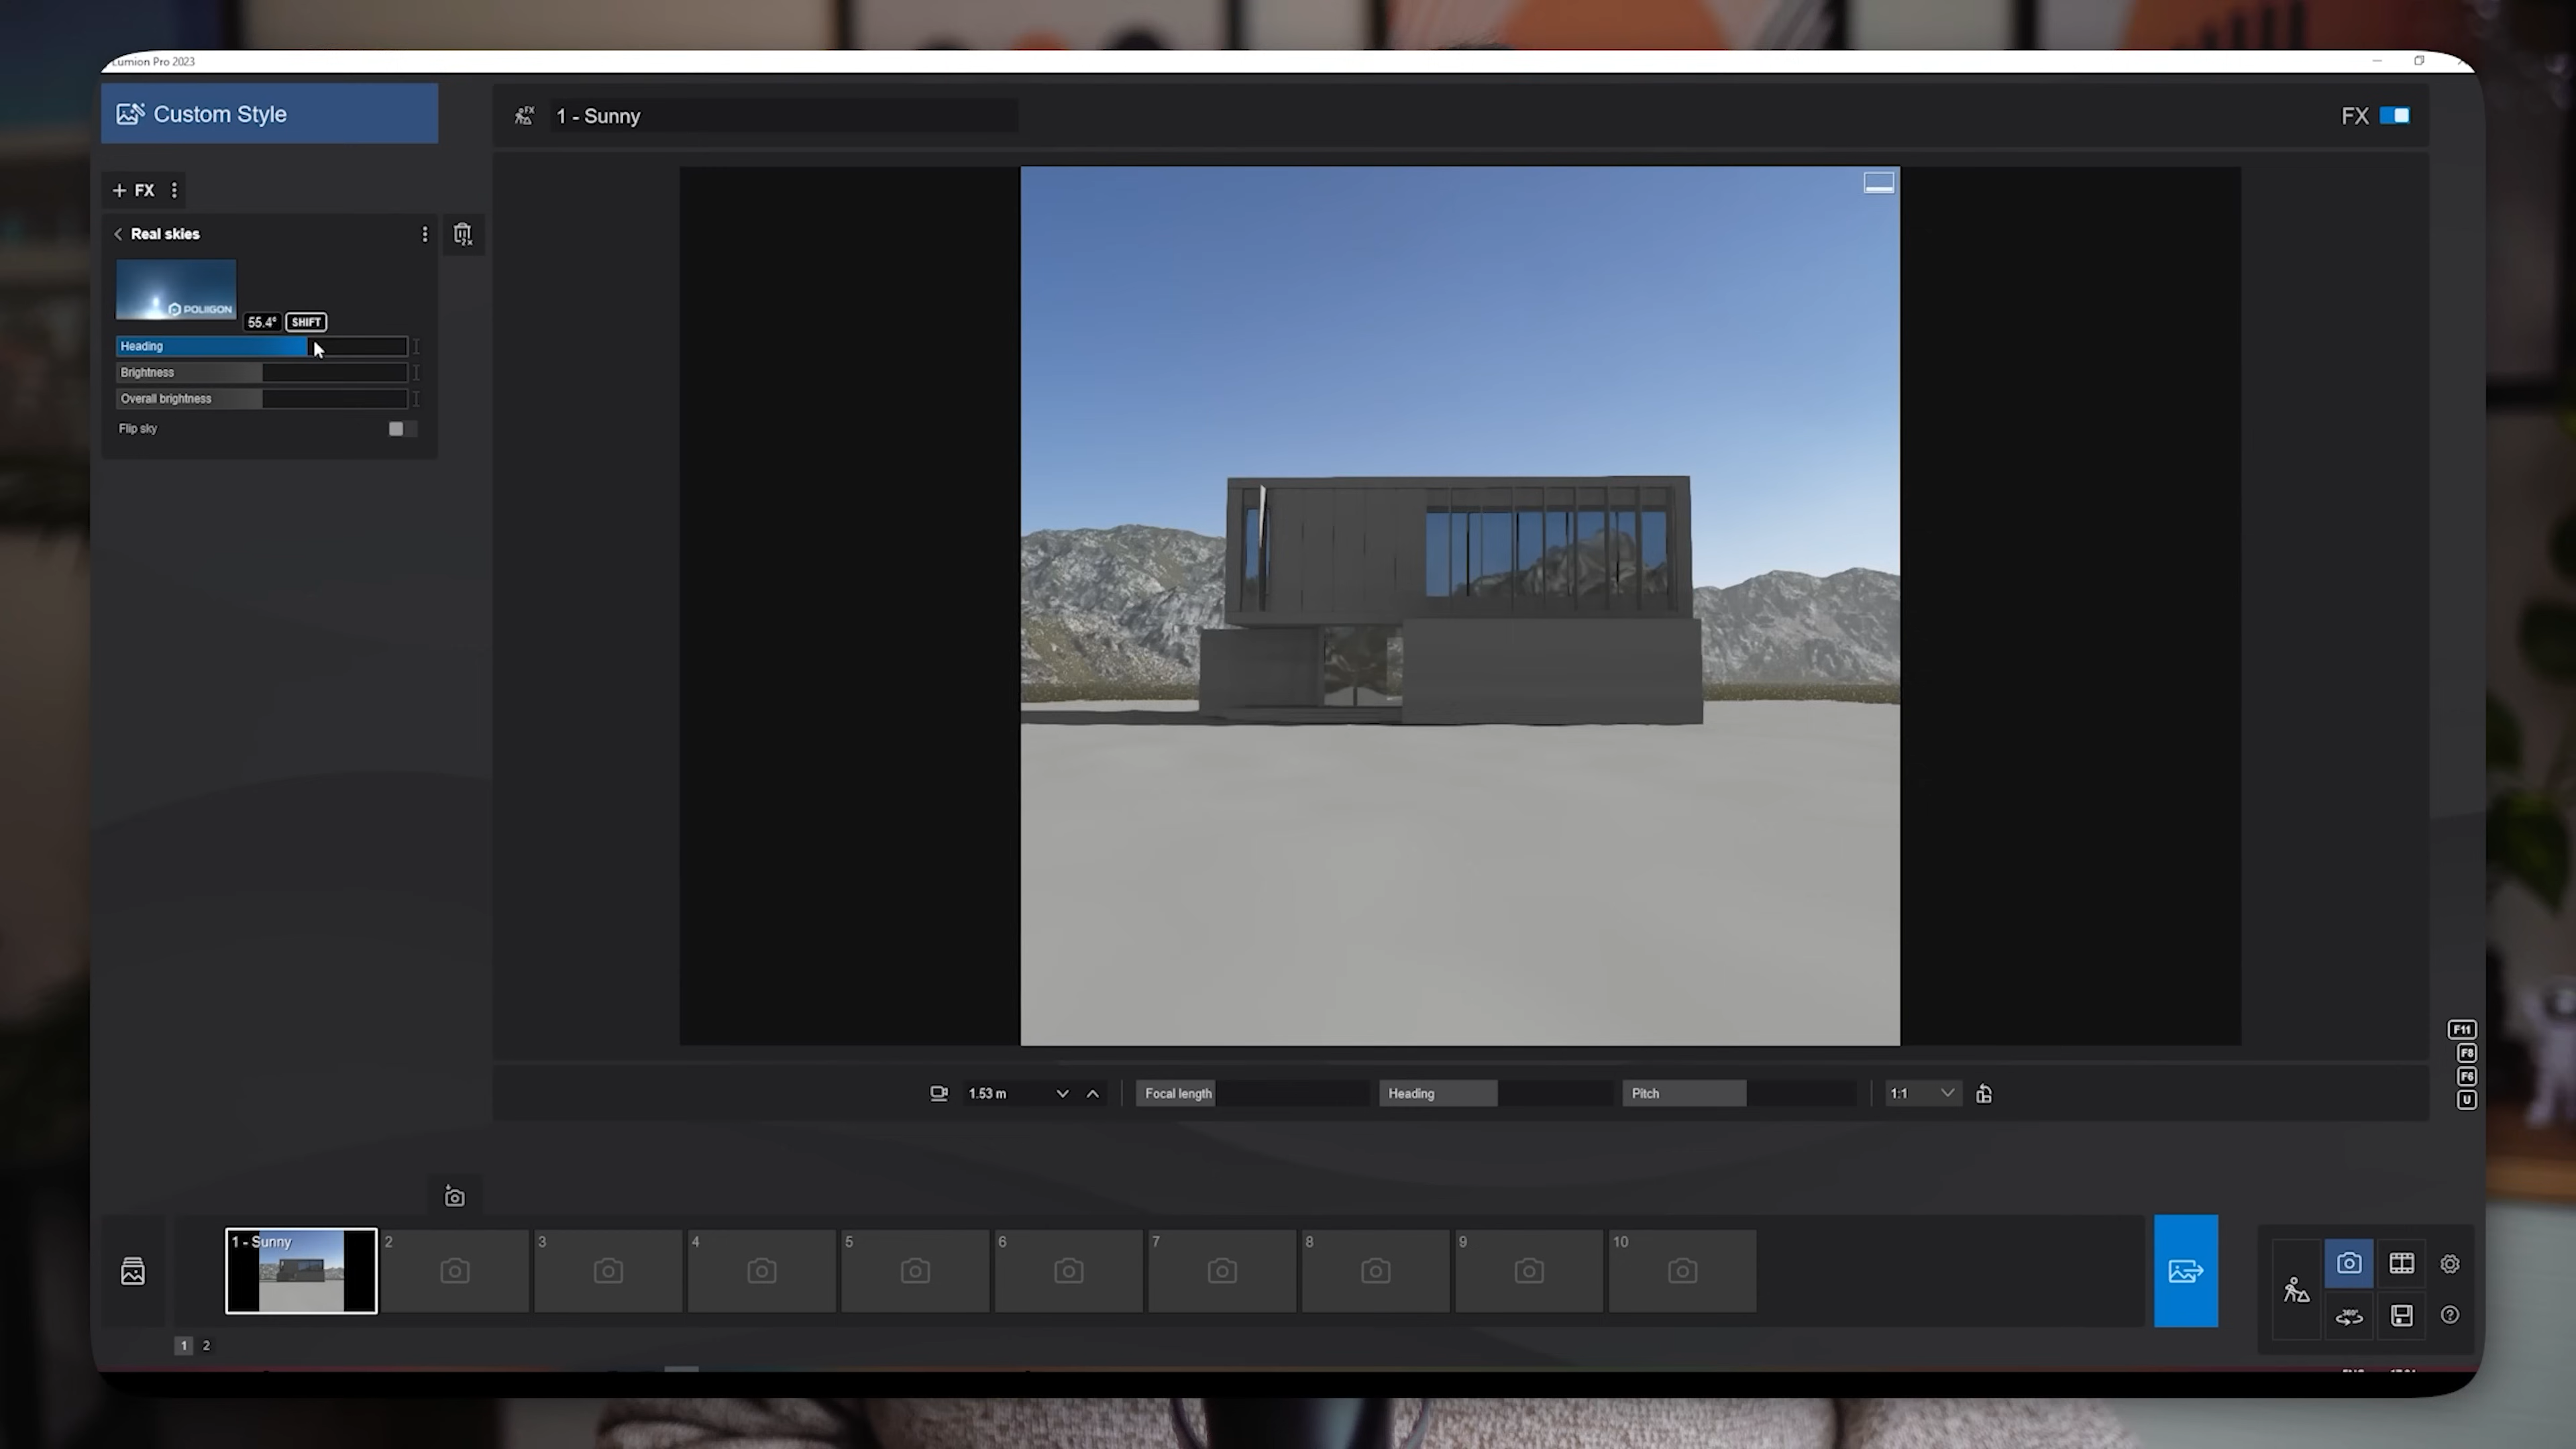 Lumion Pro 2023
Custom Style
1 - Sunny
FX
+ FX
Real skies
POLIIGON
55.4° SHIFT
Heading
Brightness
Overall brightness
Flip sky
F11
F8
F6
U
1.53 m
Focal length
Heading
Pitch
1:1
1 - Sunny
2
3
4
5
6
7
8
9
10
360°
1 2